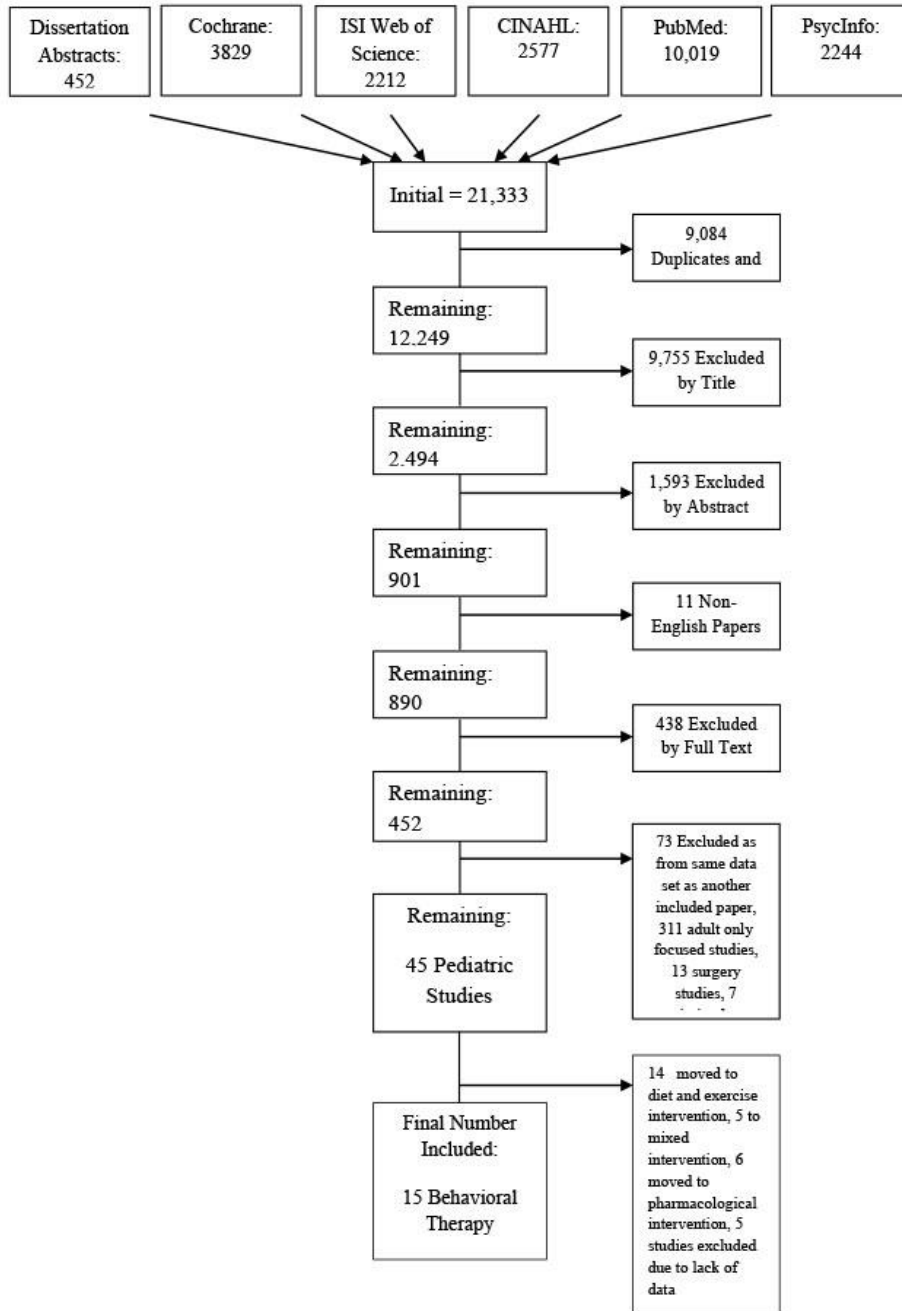 Dissertation
Abstracts:
452
Cochrane:
3829
ISI Web of
Science:
2212
CINAHL:
2577
PubMed:
10,019
PsycInfo:
2244
Initial = 21,333
9,084
Duplicates and
Remaining:
12.249
9,755 Excluded
by Title
Remaining:
2.494
1,593 Excluded
by Abstract
Remaining:
901
11 Non-
English Papers
Remaining:
890
438 Excluded
by Full Text
Remaining:
452
73 Excluded as
from same data
set as another
included paper,
311 adult only
focused studies,
13 surgery
studies, 7
Remaining:
45 Pediatric
Studies
14 moved to
diet and exercise
intervention, 5 to
mixed
intervention, 6
moved to
pharmacological
intervention, 5
studies excluded
due to lack of
data
Final Number
Included:
15 Behavioral
Therapy